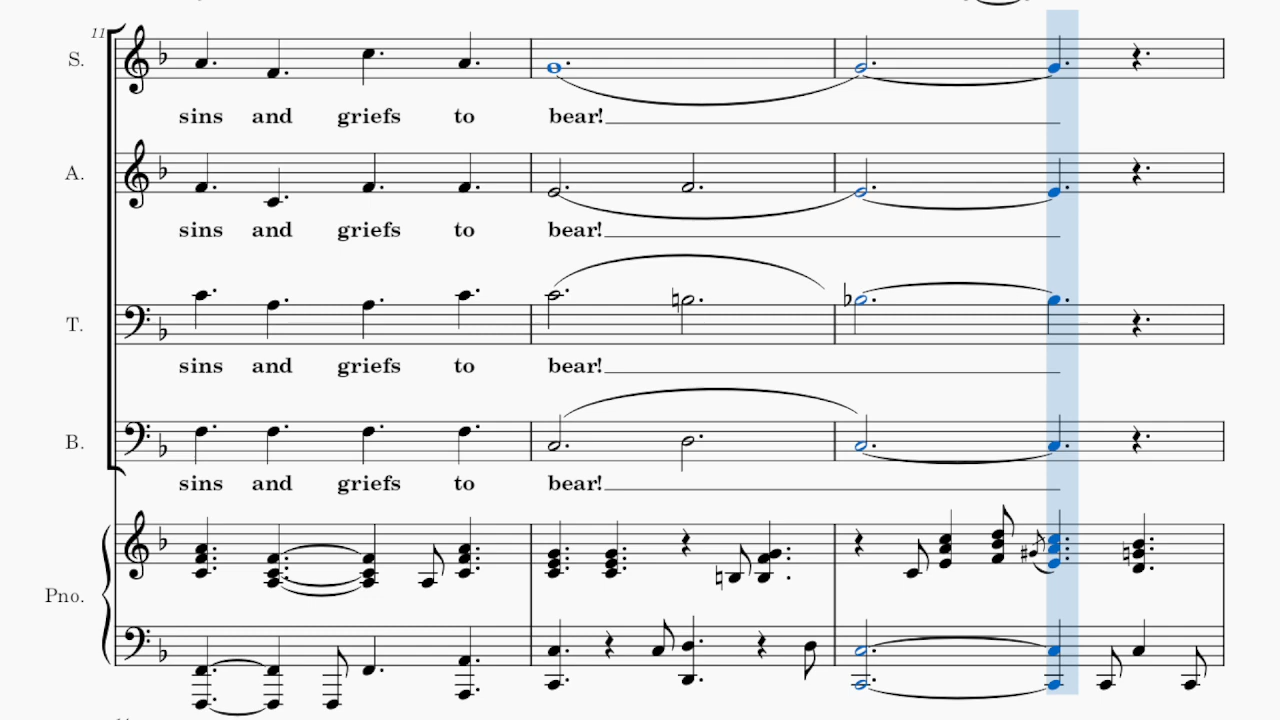 11
S.
sins and griefs to bear!
A.
sins and griefs to bear!
T.
sins and griefs to bear!
B.
sins and griefs to bear!
Pno.